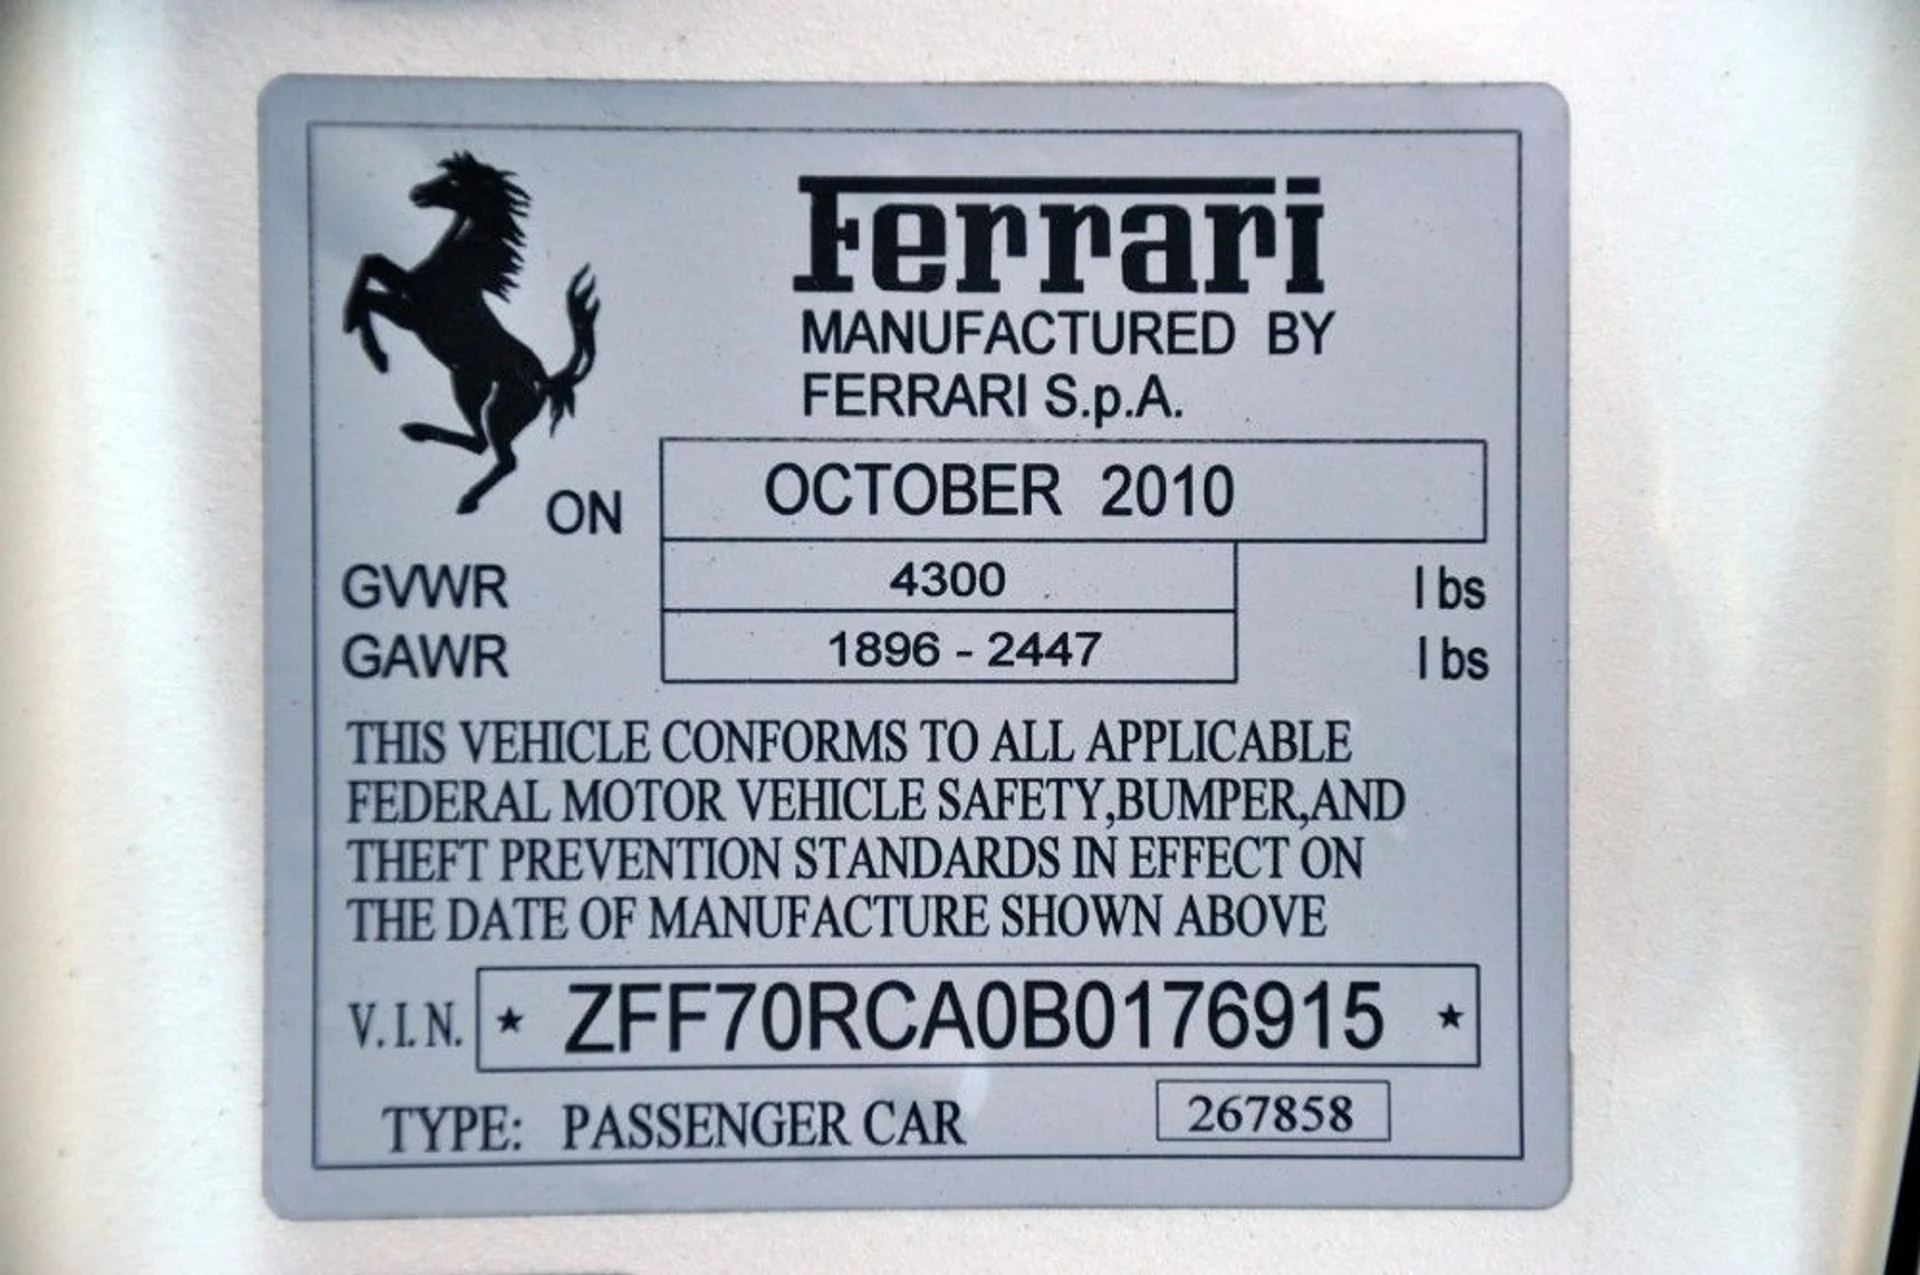 Ferrari
MANUFACTURED BY
FERRARI S.p.A.
ON OCTOBER 2010
GVWR 4300 lbs
GAWR 1896 - 2447 lbs
THIS VEHICLE CONFORMS TO ALL APPLICABLE
FEDERAL MOTOR VEHICLE SAFETY,BUMPER,AND
THEFT PREVENTION STANDARDS IN EFFECT ON
THE DATE OF MANUFACTURE SHOWN ABOVE
V.I.N. ★ ZFF70RCA0B0176915 ★
TYPE: PASSENGER CAR 267858